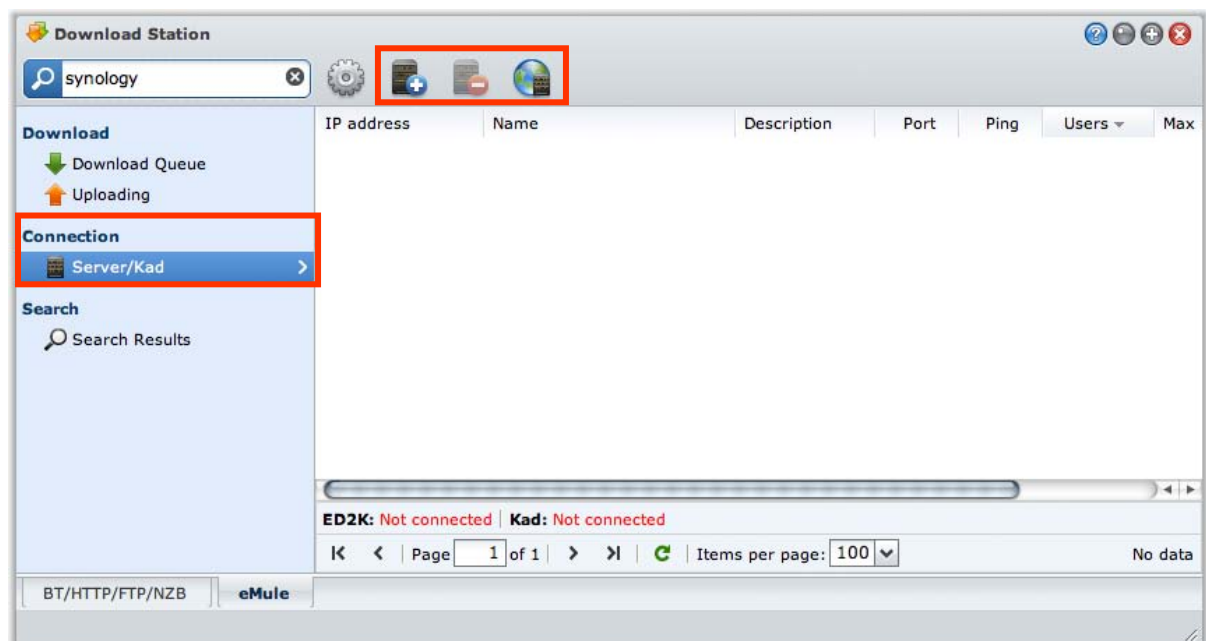 Download Station
synology
IP address Name Description Port Ping Users Max
Download
Download Queue
Uploading
Connection
Server/Kad
Search
Search Results
ED2K: Not connected Kad: Not connected
Page 1 of 1 Items per page: 100 No data
BT/HTTP/FTP/NZB eMule